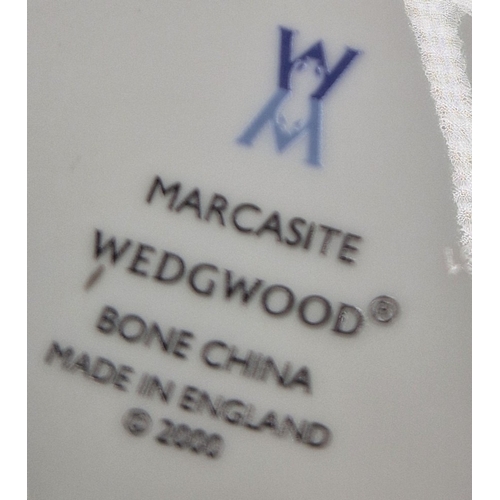 W
MARCASITE
WEDGWOOD®
BONE CHINA
MADE IN ENGLAND
© 2000